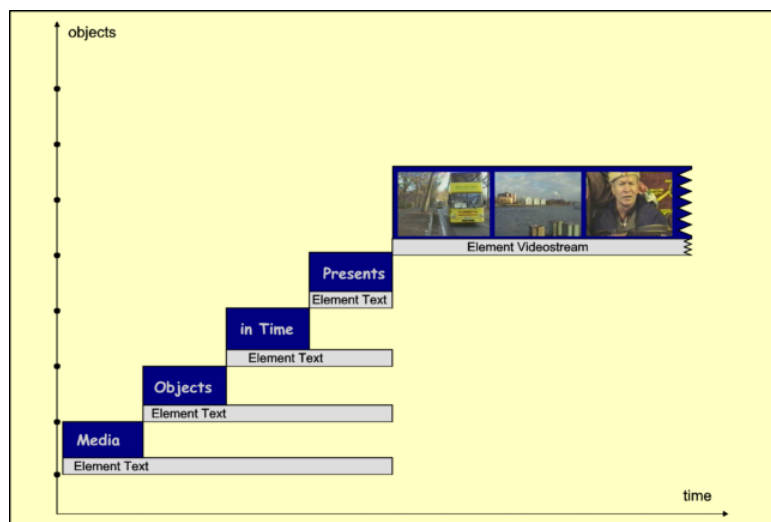 objects
Element Videostream
Presents
Element Text
in Time
Element Text
Objects
Element Text
Media
Element Text
time